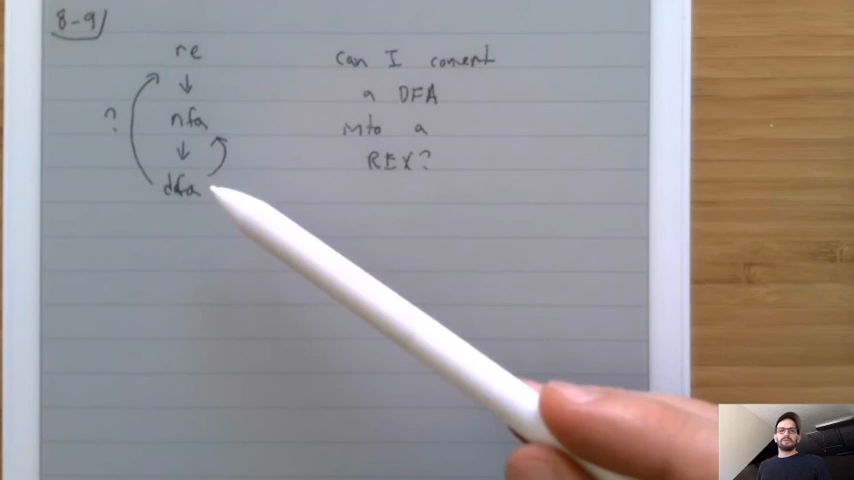 8-9
re
?
nfa
dfa
can I convert
a DFA
into a
REX?